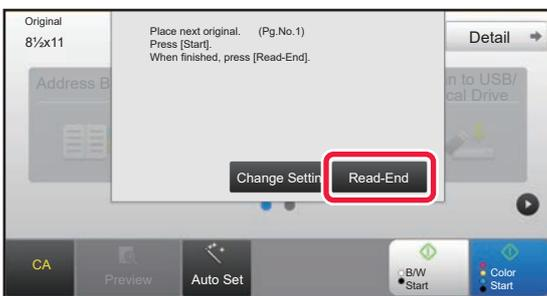 Original
8½x11
Place next original. (Pg.No.1)
Press [Start].
When finished, press [Read-End].
Detail
Address B
n to USB/
cal Drive
Change Settin
Read-End
CA
Preview
Auto Set
B/W
Start
Color
Start